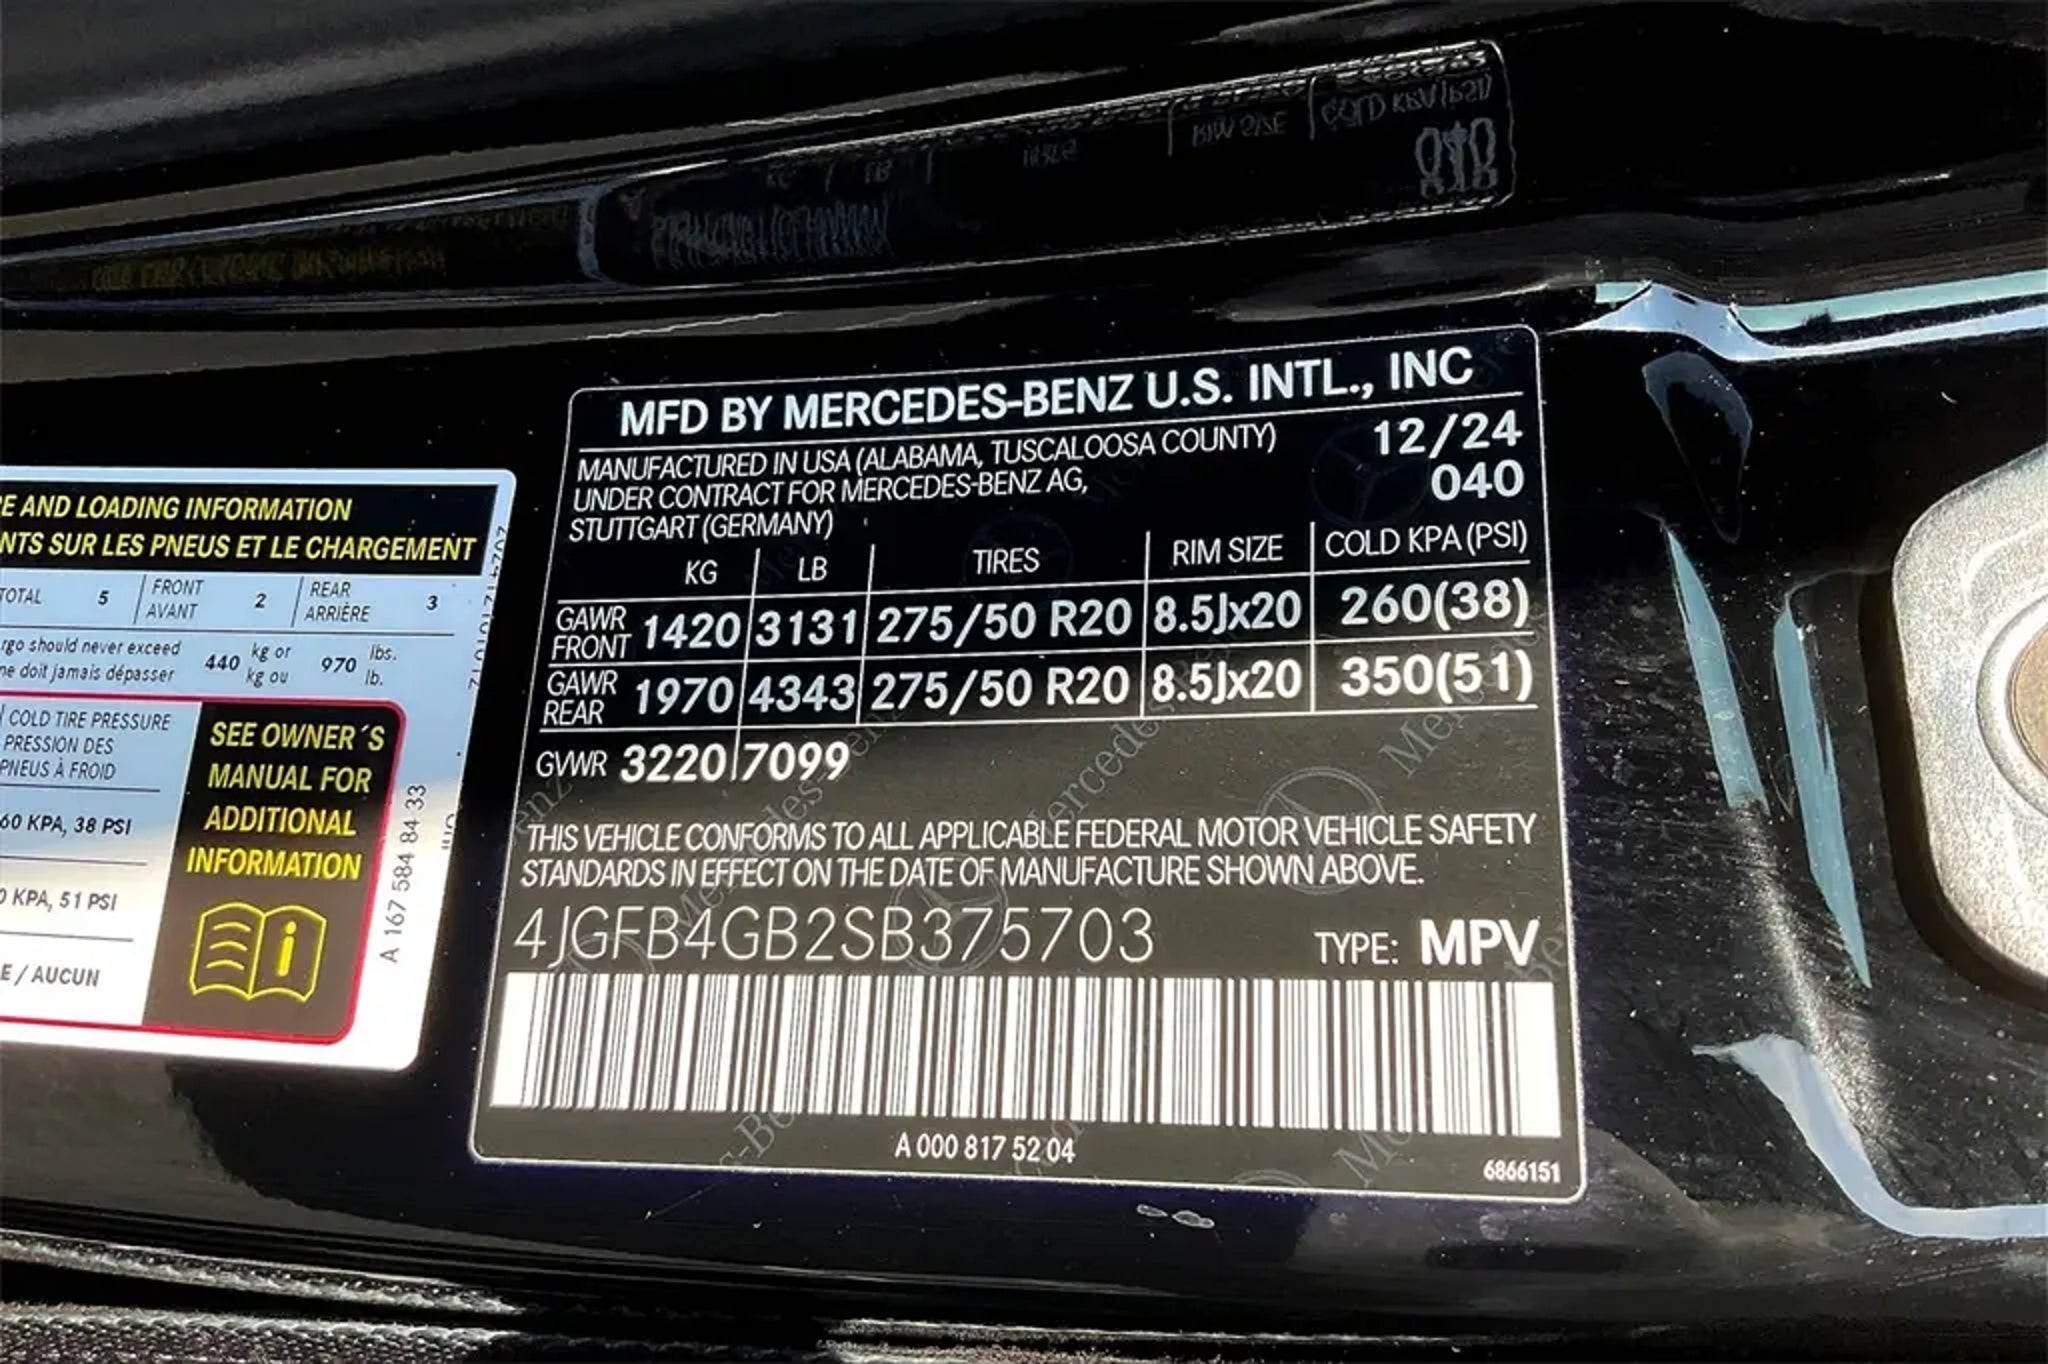 RE AND LOADING INFORMATION
NTS SUR LES PNEUS ET LE CHARGEMENT
TOTAL 5 FRONT AVANT 2 REAR ARRIÈRE 3
rgo should never exceed
ne doit jamais dépasser
440 kg or kg ou 970 lbs. lb.
COLD TIRE PRESSURE
PRESSION DES
PNEUS À FROID
60 KPA, 38 PSI
0 KPA, 51 PSI
E / AUCUN
SEE OWNER´S
MANUAL FOR
ADDITIONAL
INFORMATION
A 167 584 84 33
MFD BY MERCEDES-BENZ U.S. INTL., INC
MANUFACTURED IN USA (ALABAMA, TUSCALOOSA COUNTY) 12/24
UNDER CONTRACT FOR MERCEDES-BENZ AG, 040
STUTTGART (GERMANY)
KG LB TIRES RIM SIZE COLD KPA (PSI)
GAWR FRONT 1420 3131 275/50 R20 8.5Jx20 260(38)
GAWR REAR 1970 4343 275/50 R20 8.5Jx20 350(51)
GVWR 3220 7099
THIS VEHICLE CONFORMS TO ALL APPLICABLE FEDERAL MOTOR VEHICLE SAFETY
STANDARDS IN EFFECT ON THE DATE OF MANUFACTURE SHOWN ABOVE.
4JGFB4GB2SB375703 TYPE: MPV
A 000 817 52 04
6866151